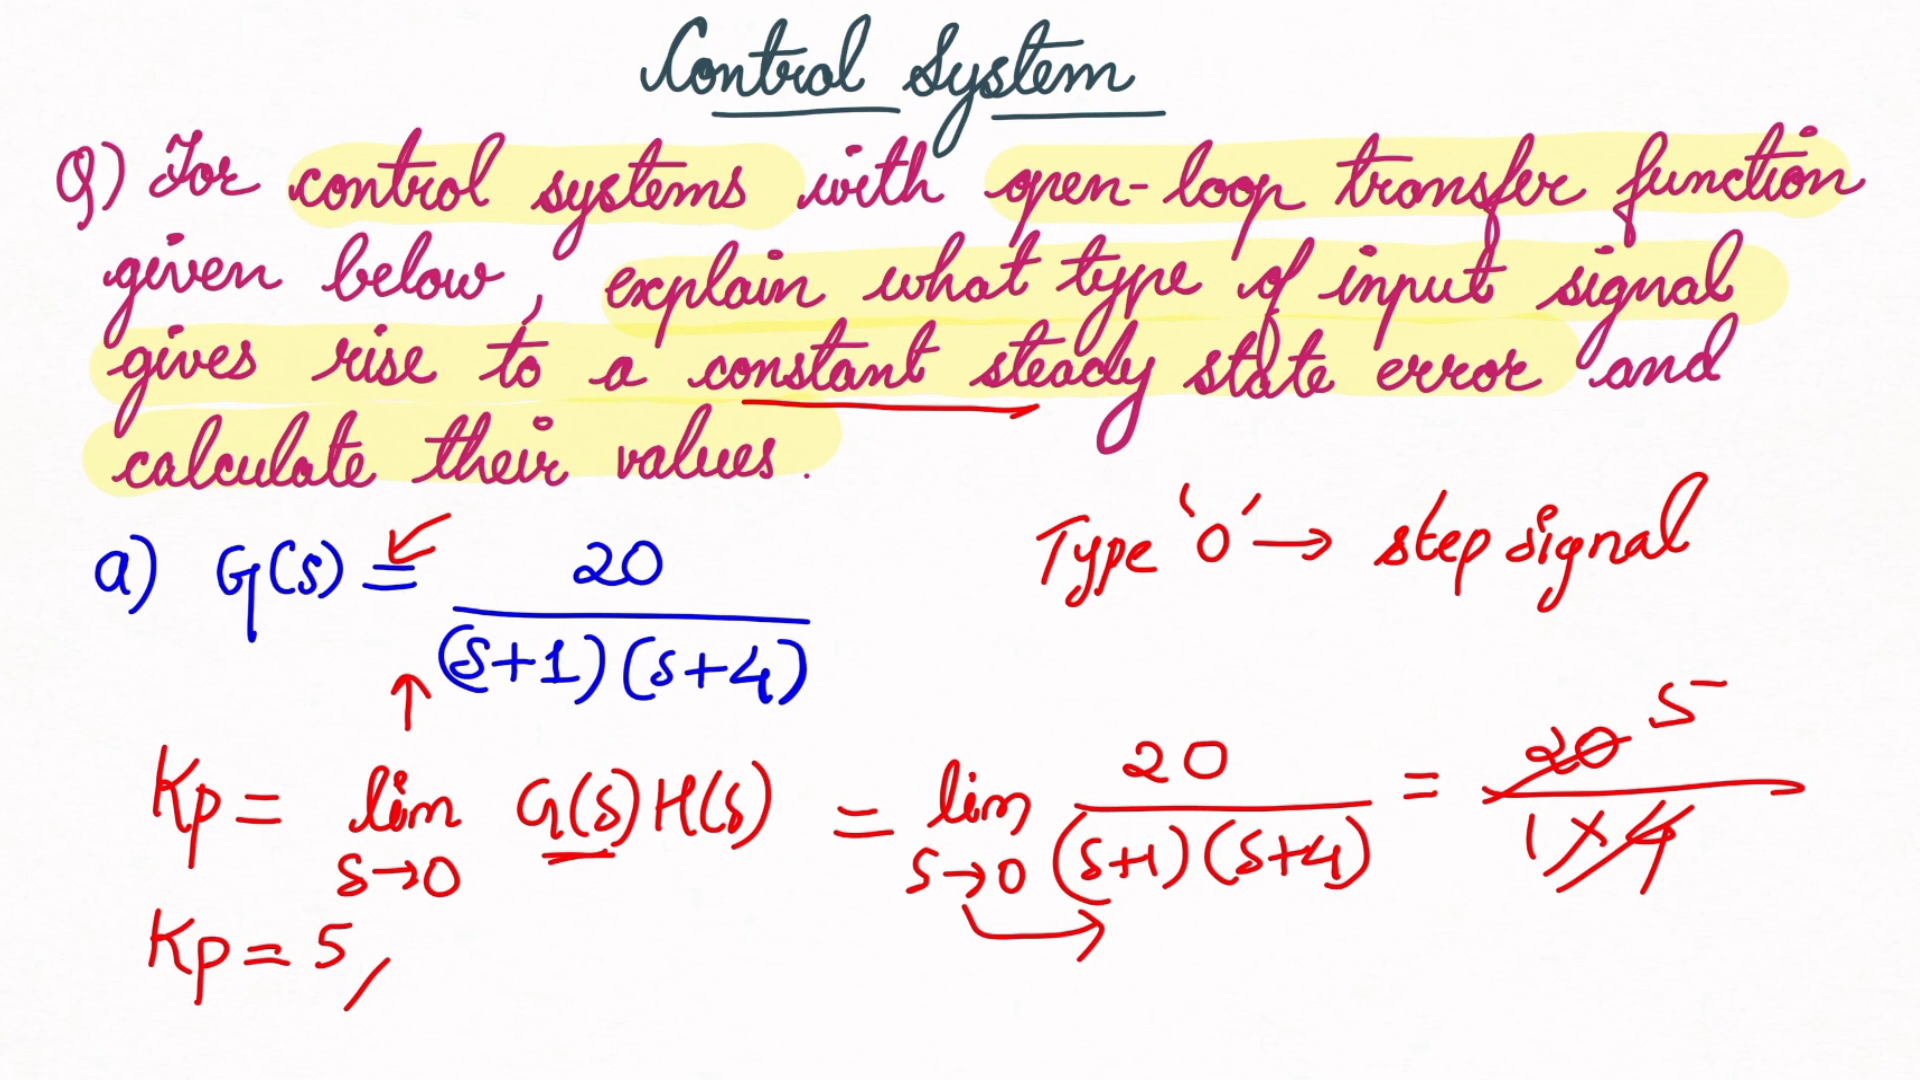 Control System
Q) For control systems with open-loop transfer function
given below, explain what type of input signal
gives rise to a constant steady state error and
calculate their values.
a) G(s) = 20 / (s+1)(s+4)
Type '0' → step signal
Kp = lim s→0 G(s)H(s) = lim s→0 20 / (s+1)(s+4) = 20 5 / 1×4
Kp = 5